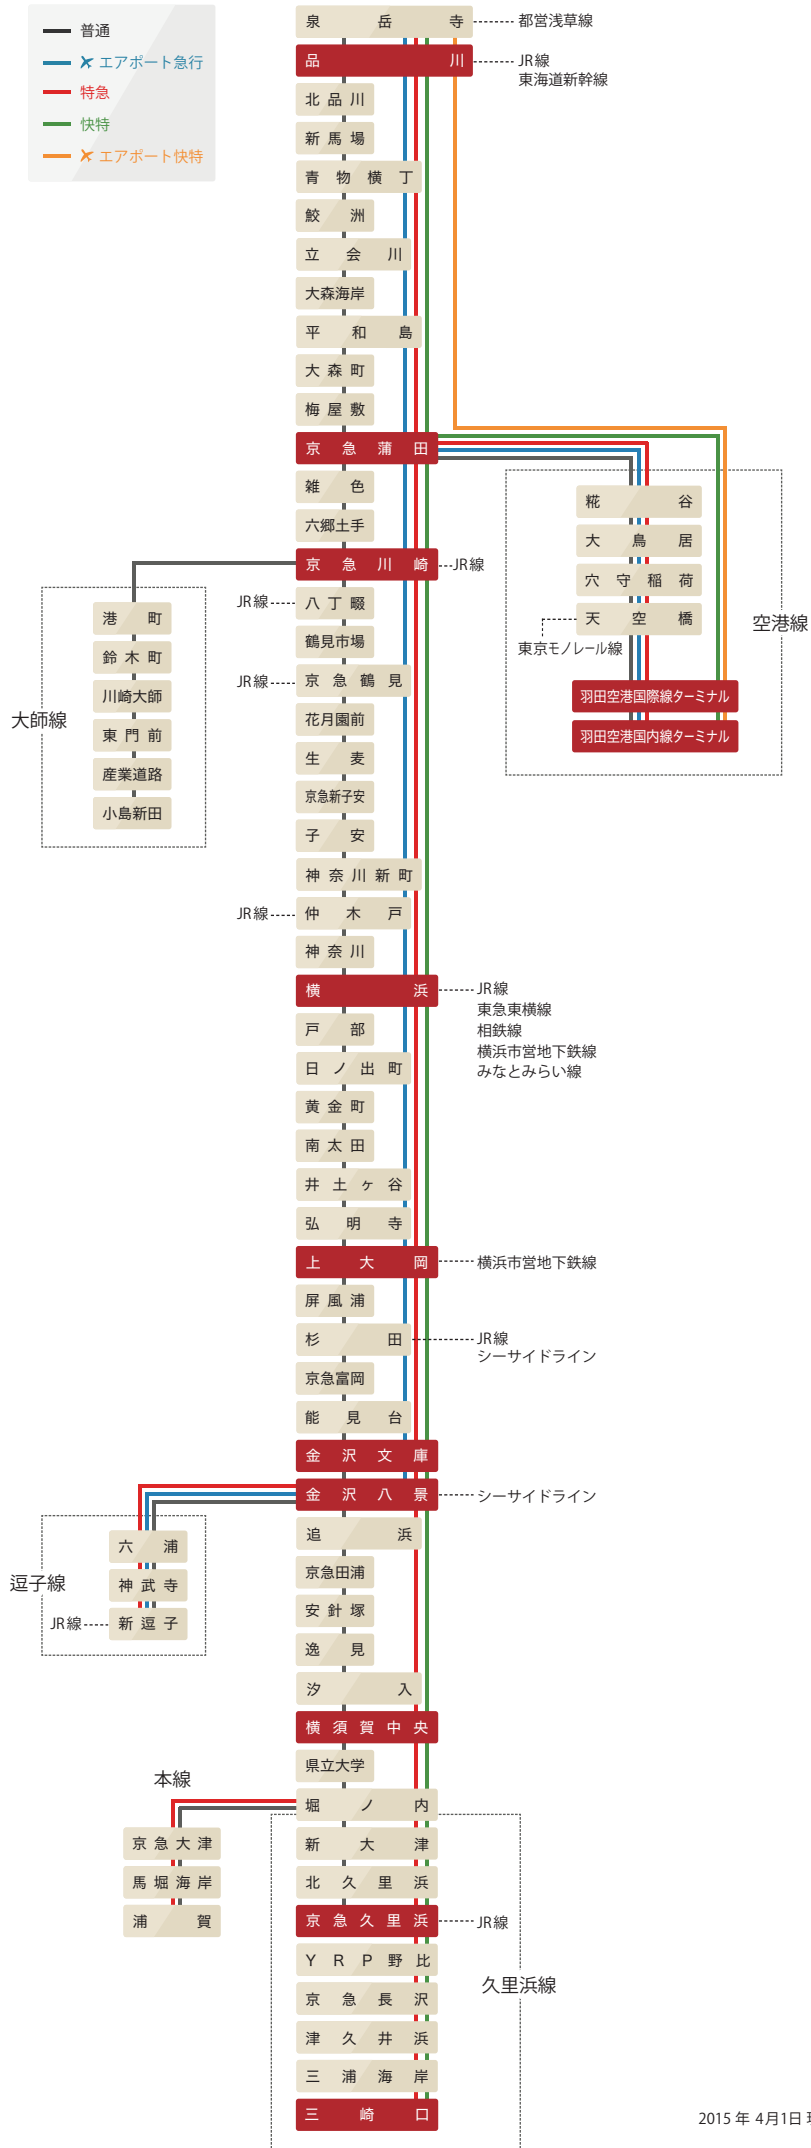 普通
エアポート急行
特急
快特
エアポート快特
泉岳寺
都営浅草線
品川
JR線
東海道新幹線
北品川
新馬場
青物横丁
鮫洲
立会川
大森海岸
平和島
大森町
梅屋敷
京急蒲田
雑色
六郷土手
京急川崎
JR線
糀谷
大鳥居
穴守稲荷
天空橋
東京モノレール線
空港線
羽田空港国際線ターミナル
羽田空港国内線ターミナル
港町
鈴木町
川崎大師
東門前
産業道路
小島新田
大師線
JR線
八丁畷
鶴見市場
JR線
京急鶴見
花月園前
生麦
京急新子安
子安
神奈川新町
JR線
仲木戸
神奈川
横浜
JR線
東急東横線
相鉄線
横浜市営地下鉄線
みなとみらい線
戸部
日ノ出町
黄金町
南太田
井土ヶ谷
弘明寺
上大岡
横浜市営地下鉄線
屏風浦
杉田
JR線
シーサイドライン
京急富岡
能見台
金沢文庫
金沢八景
シーサイドライン
六浦
神武寺
JR線
新逗子
逗子線
追浜
京急田浦
安針塚
逸見
汐入
横須賀中央
県立大学
本線
堀ノ内
京急大津
馬堀海岸
浦賀
新大津
北久里浜
京急久里浜
JR線
YRP野比
久里浜線
京急長沢
津久井浜
三浦海岸
三崎口
2015 年 4月1日